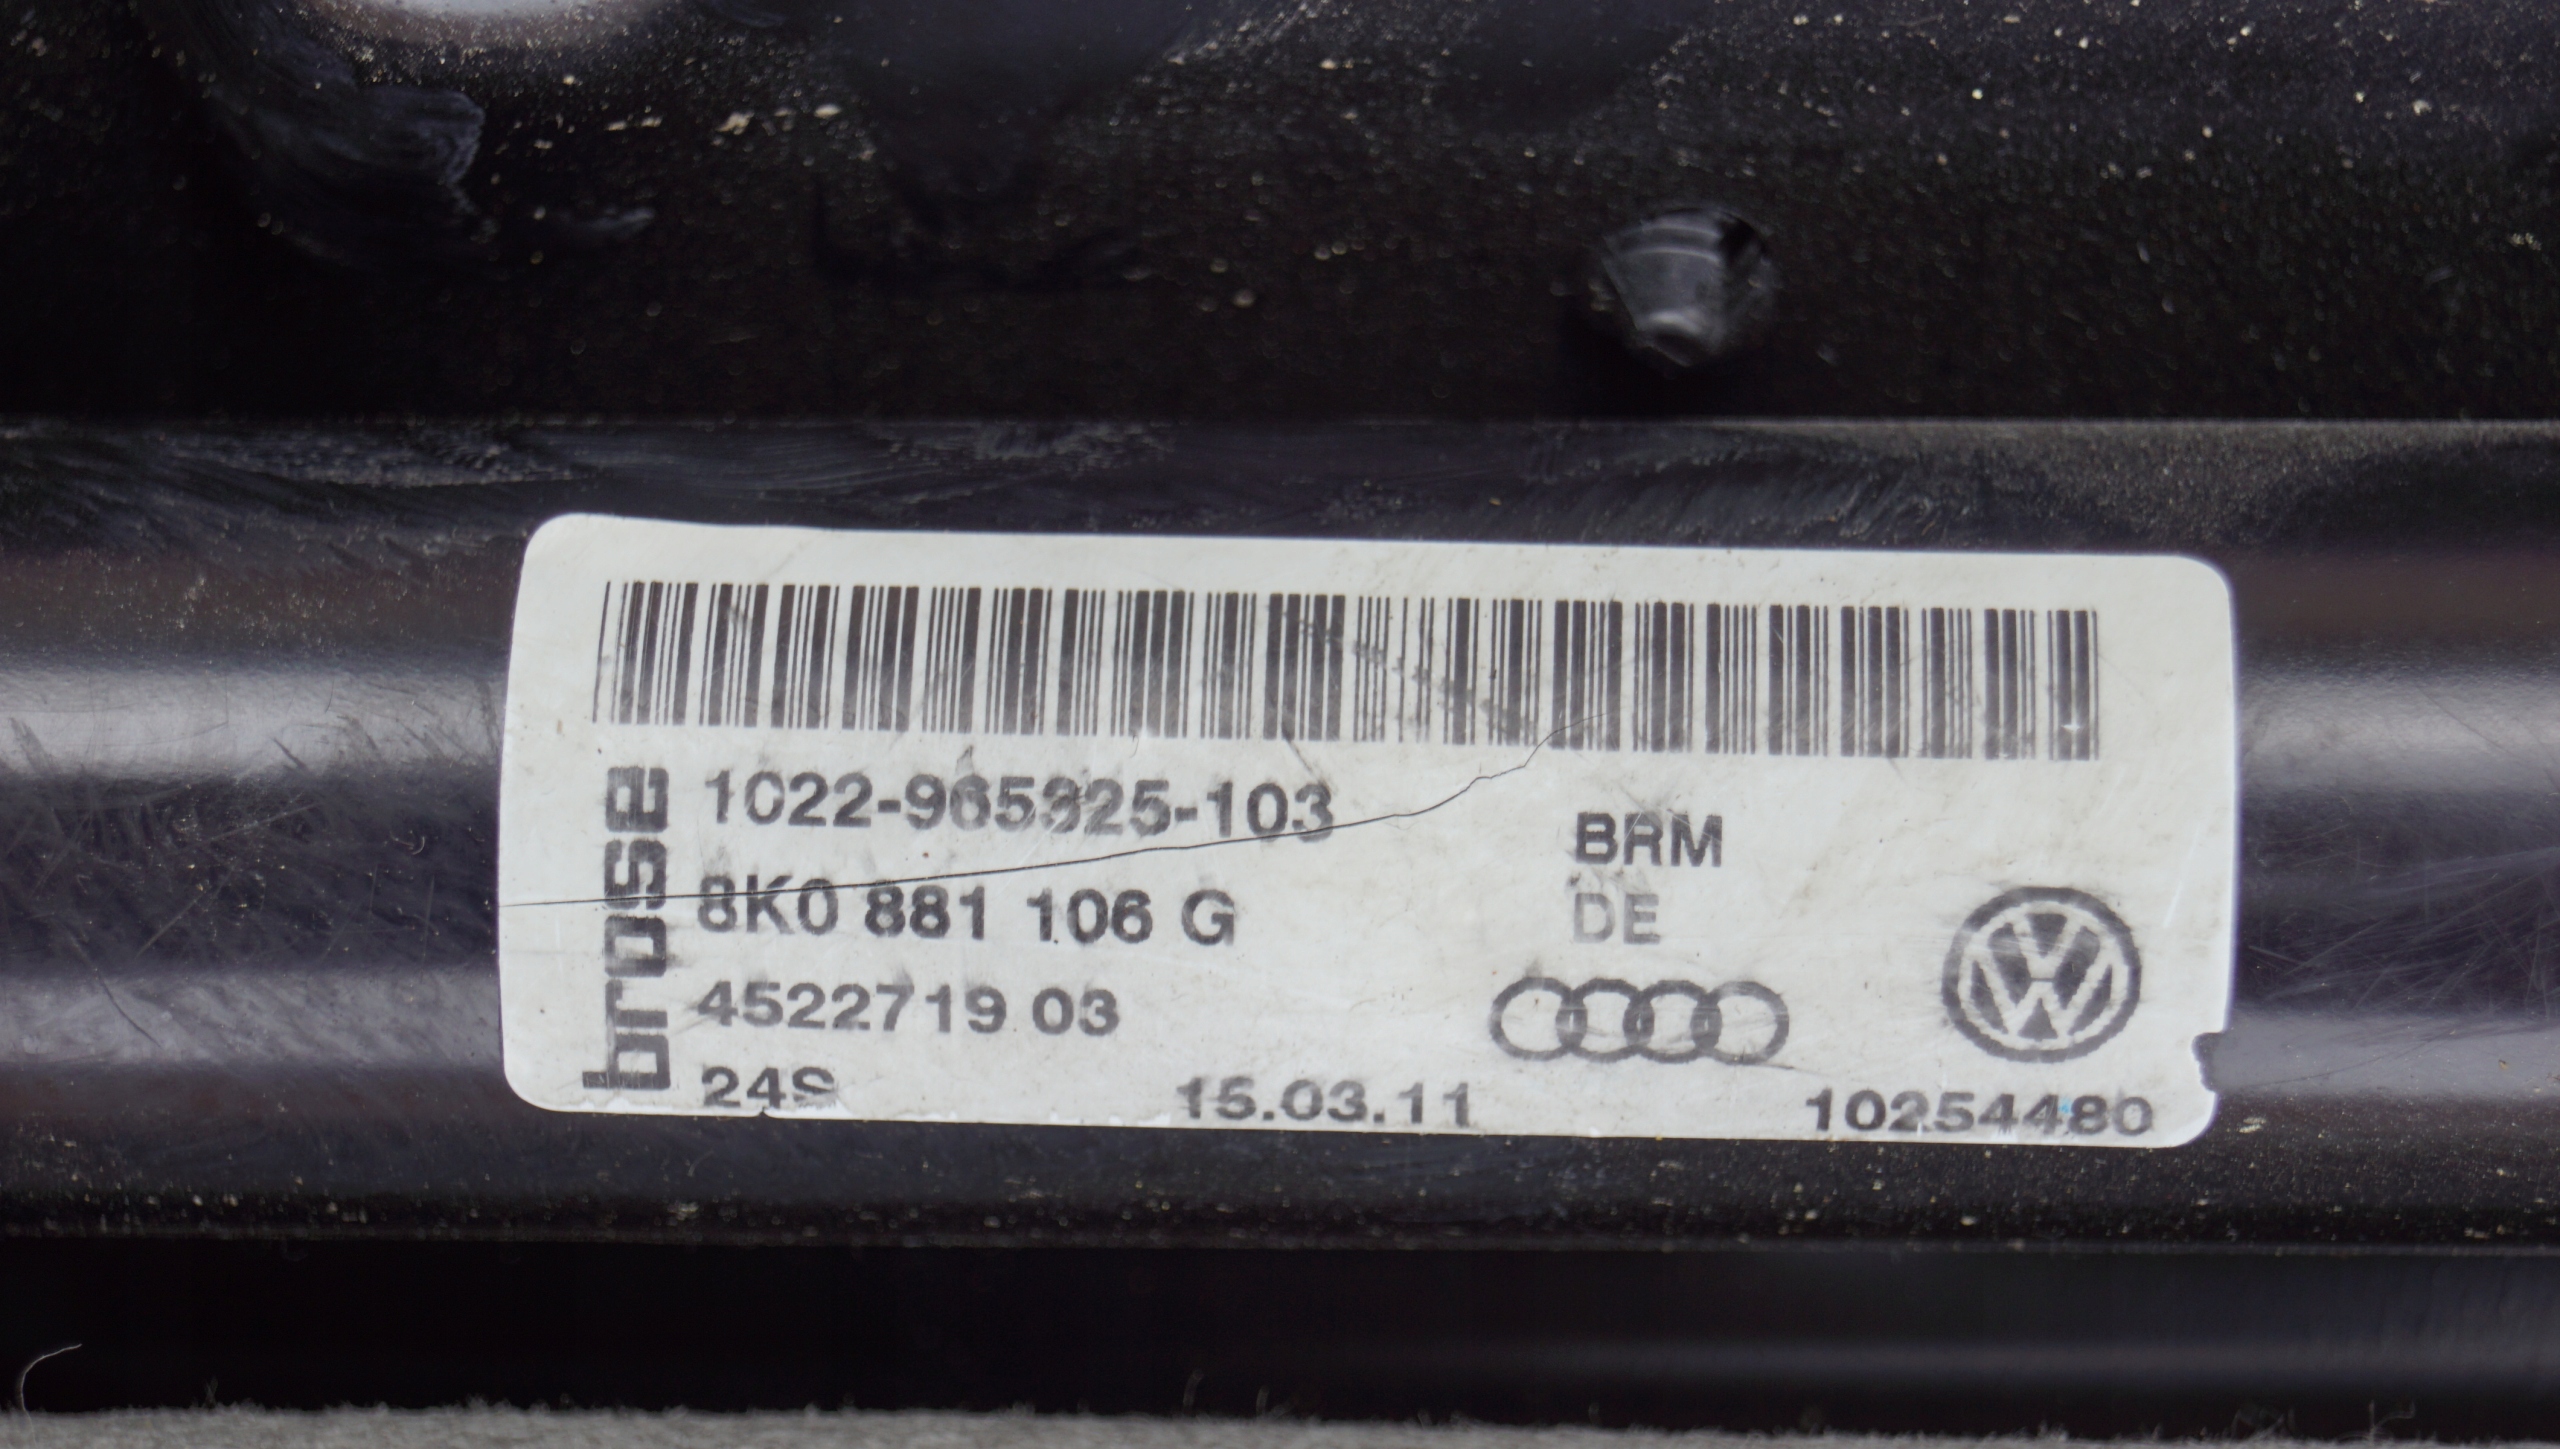 brose
1022-965325-103
8K0 881 106 G
4522719 03
24S
15.03.11
BRM
DE
10254480